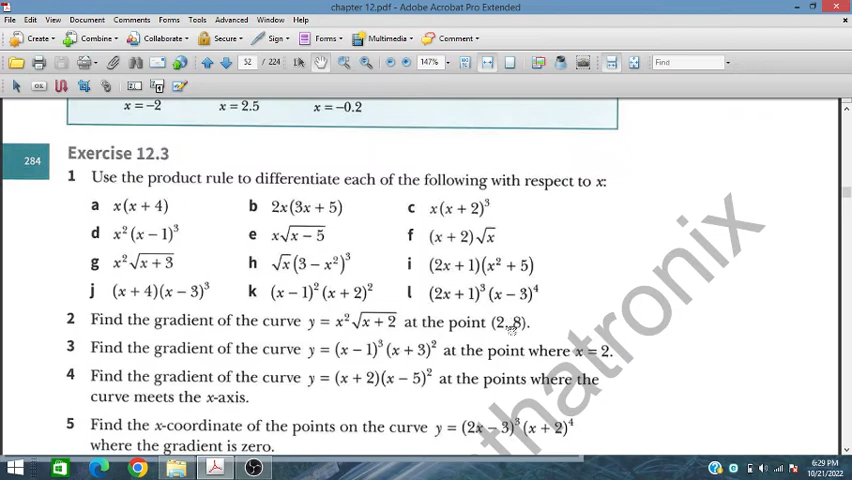 chapter 12.pdf - Adobe Acrobat Pro Extended
File Edit View Document Comments Forms Tools Advanced Window Help
Create Combine Collaborate Secure Sign Forms Multimedia Comment
52 / 224 147% Find
x = −2 x = 2.5 x = −0.2
284 Exercise 12.3
1 Use the product rule to differentiate each of the following with respect to x:
a x(x + 4) b 2x(3x + 5) c x(x + 2)³
d x²(x − 1)³ e x√(x − 5) f (x + 2)√x
g x²√(x + 3) h √x(3 − x²)³ i (2x + 1)(x² + 5)
j (x + 4)(x − 3)³ k (x − 1)²(x + 2)² l (2x + 1)³(x − 3)⁴
2 Find the gradient of the curve y = x²√(x + 2) at the point (2, 8).
3 Find the gradient of the curve y = (x − 1)³(x + 3)² at the point where x = 2.
4 Find the gradient of the curve y = (x + 2)(x − 5)² at the points where the
curve meets the x-axis.
5 Find the x-coordinate of the points on the curve y = (2x − 3)³(x + 2)⁴
where the gradient is zero.
thatronix
6:29 PM
10/21/2022